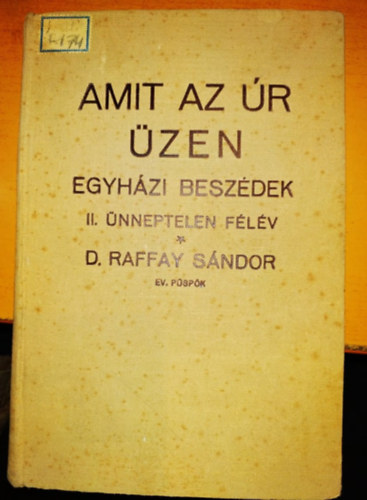 AMIT AZ ÚR
ÜZEN
EGYHÁZI BESZÉDEK
II. ÜNNEPTELEN FÉLÉV
*
D. RAFFAY SÁNDOR
EV. PÜSPÖK